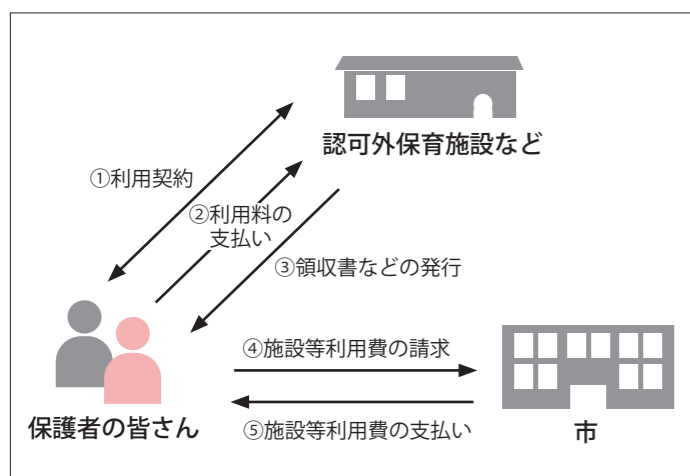 認可外保育施設など
①利用契約
②利用料の
支払い
③領収書などの発行
④施設等利用費の請求
保護者の皆さん
⑤施設等利用費の支払い
市